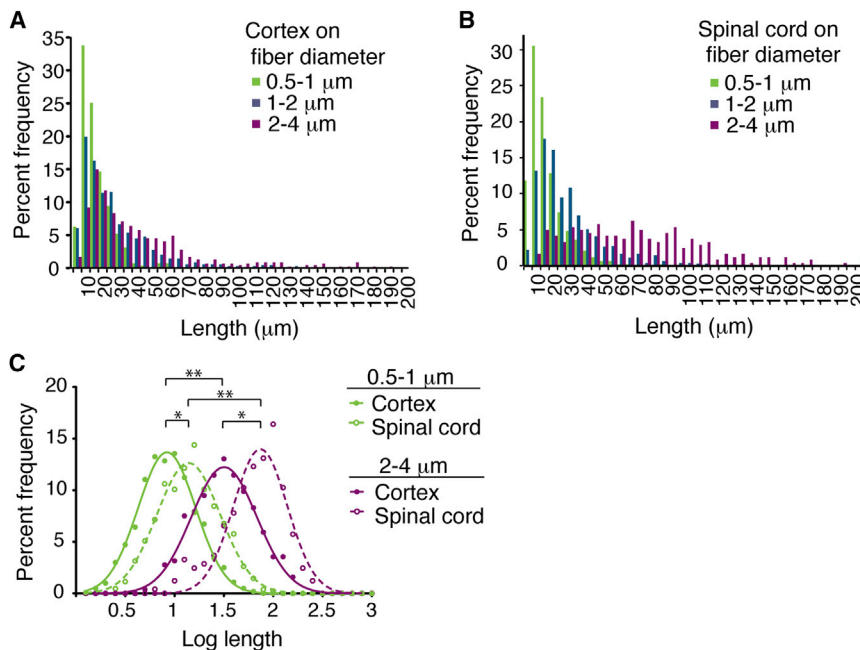 A
Cortex on
fiber diameter
0.5-1 μm
1-2 μm
2-4 μm
Percent frequency
35
30
25
20
15
10
5
0
10
20
30
40
50
60
70
80
90
100
110
120
130
140
150
160
170
180
190
200
Length (μm)
B
Spinal cord on
fiber diameter
0.5-1 μm
1-2 μm
2-4 μm
Percent frequency
30
25
20
15
10
5
0
10
20
30
40
50
60
70
80
90
100
110
120
130
140
150
160
170
180
190
200
Length (μm)
C
**
**
*
*
Percent frequency
20
15
10
5
0
0.5
1
1.5
2
2.5
3
Log length
0.5-1 μm
Cortex
Spinal cord
2-4 μm
Cortex
Spinal cord